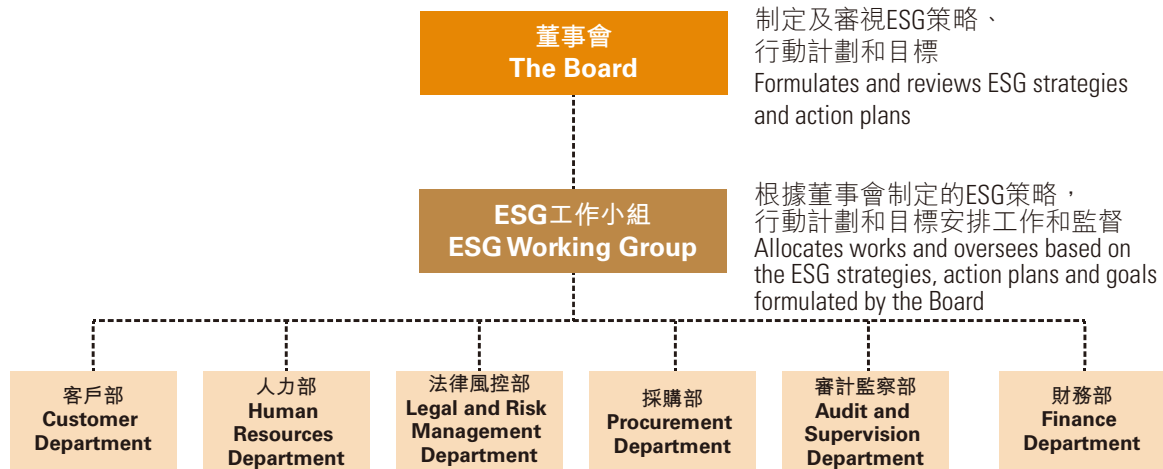 董事會
The Board
制定及審視ESG策略、
行動計劃和目標
Formulates and reviews ESG strategies
and action plans
ESG工作小組
ESG Working Group
根據董事會制定的ESG策略，
行動計劃和目標安排工作和監督
Allocates works and oversees based on
the ESG strategies, action plans and goals
formulated by the Board
客戶部
Customer
Department
人力部
Human
Resources
Department
法律風控部
Legal and Risk
Management
Department
採購部
Procurement
Department
審計監察部
Audit and
Supervision
Department
財務部
Finance
Department